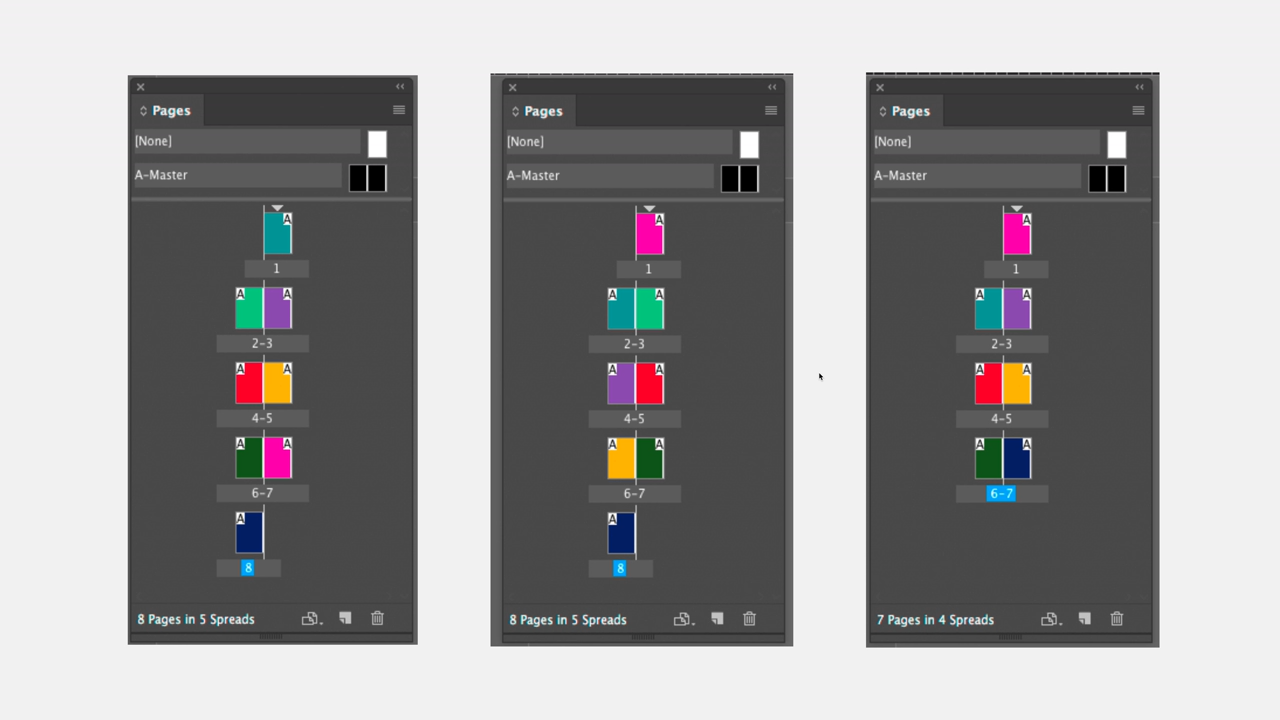 Pages
[None]
A-Master
A
1
A A
2-3
A A
4-5
A A
6-7
A
8
8 Pages in 5 Spreads
Pages
[None]
A-Master
A
1
A A
2-3
A A
4-5
A A
6-7
A
8
8 Pages in 5 Spreads
Pages
[None]
A-Master
A
1
A A
2-3
A A
4-5
A A
6-7
7 Pages in 4 Spreads